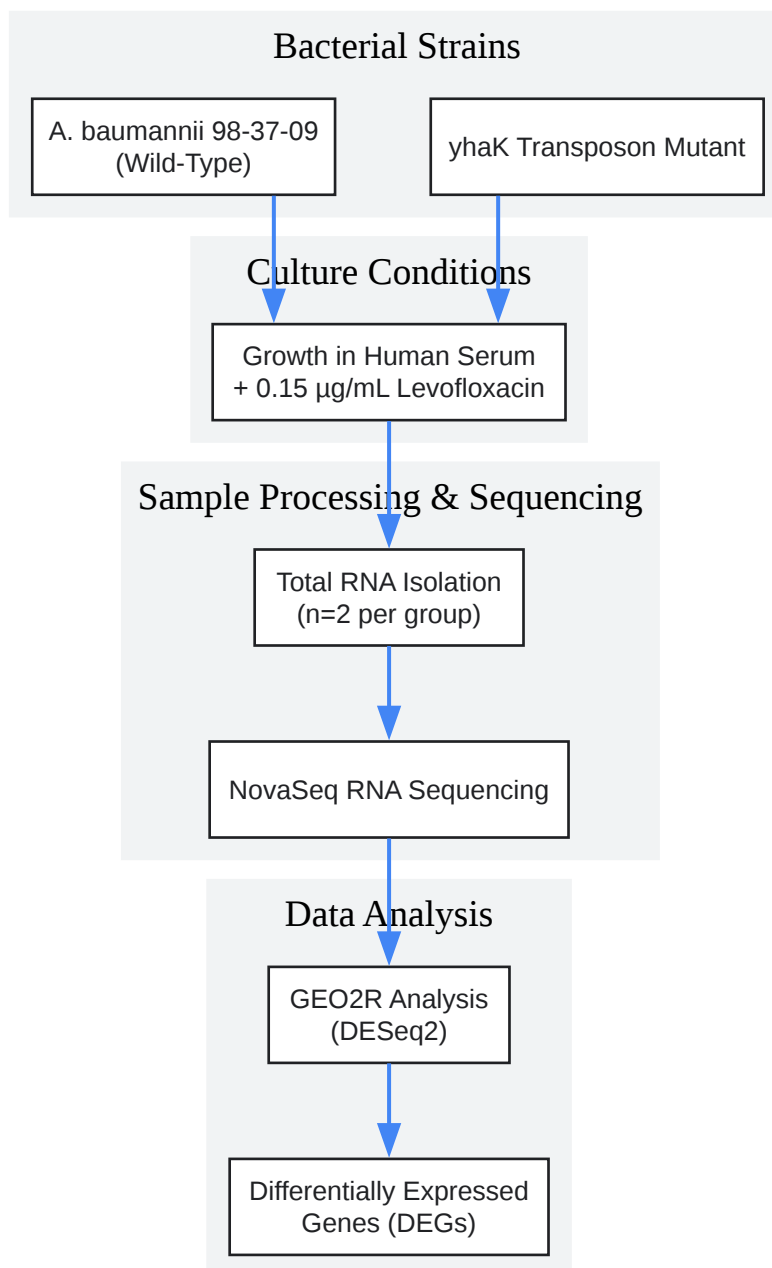 Bacterial Strains
A. baumannii 98-37-09
(Wild-Type)
yhaK Transposon Mutant
Culture Conditions
Growth in Human Serum
+ 0.15 µg/mL Levofloxacin
Sample Processing & Sequencing
Total RNA Isolation
(n=2 per group)
NovaSeq RNA Sequencing
Data Analysis
GEO2R Analysis
(DESeq2)
Differentially Expressed
Genes (DEGs)